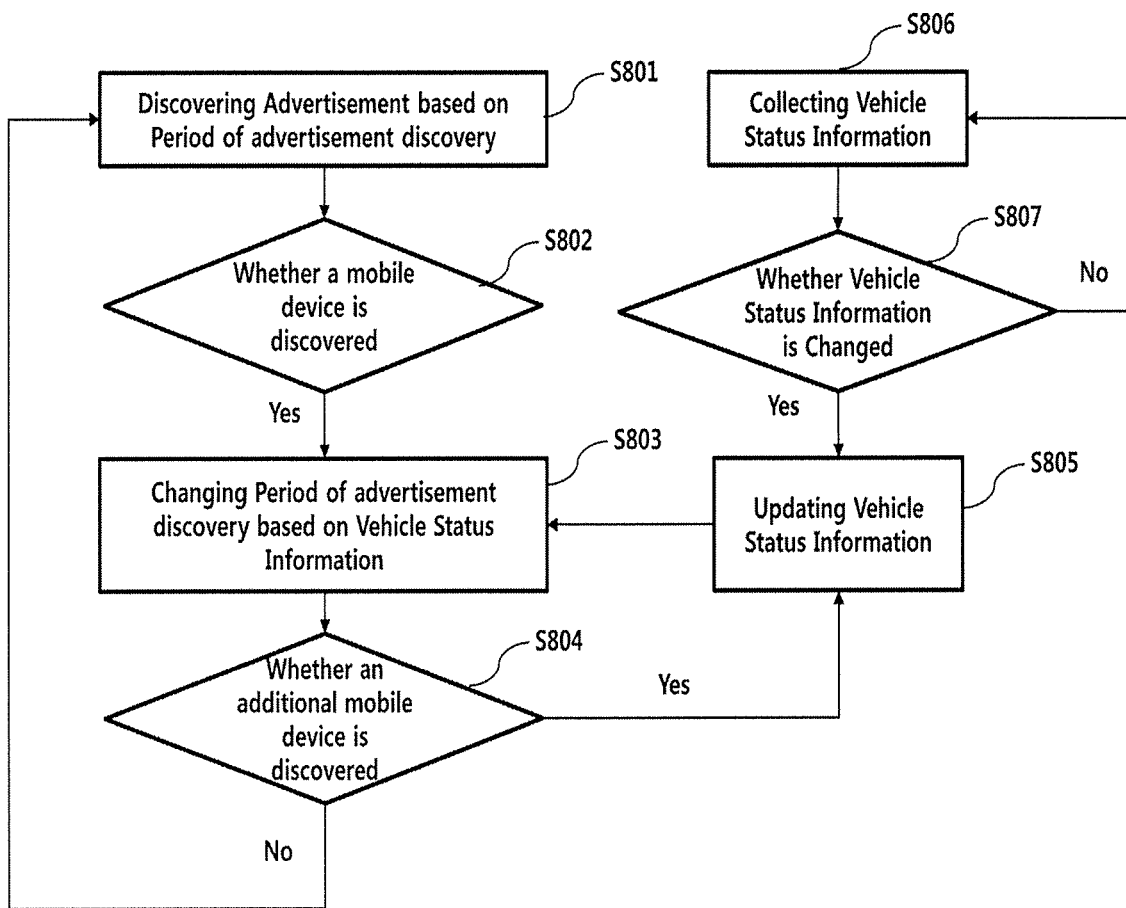 S801
Discovering Advertisement based on
Period of advertisement discovery
S802
Whether a mobile
device is
discovered
Yes
S803
Changing Period of advertisement
discovery based on Vehicle Status
Information
S804
Whether an
additional mobile
device is
discovered
Yes
No
S806
Collecting Vehicle
Status Information
S807
Whether Vehicle
Status Information
is Changed
No
Yes
S805
Updating Vehicle
Status Information